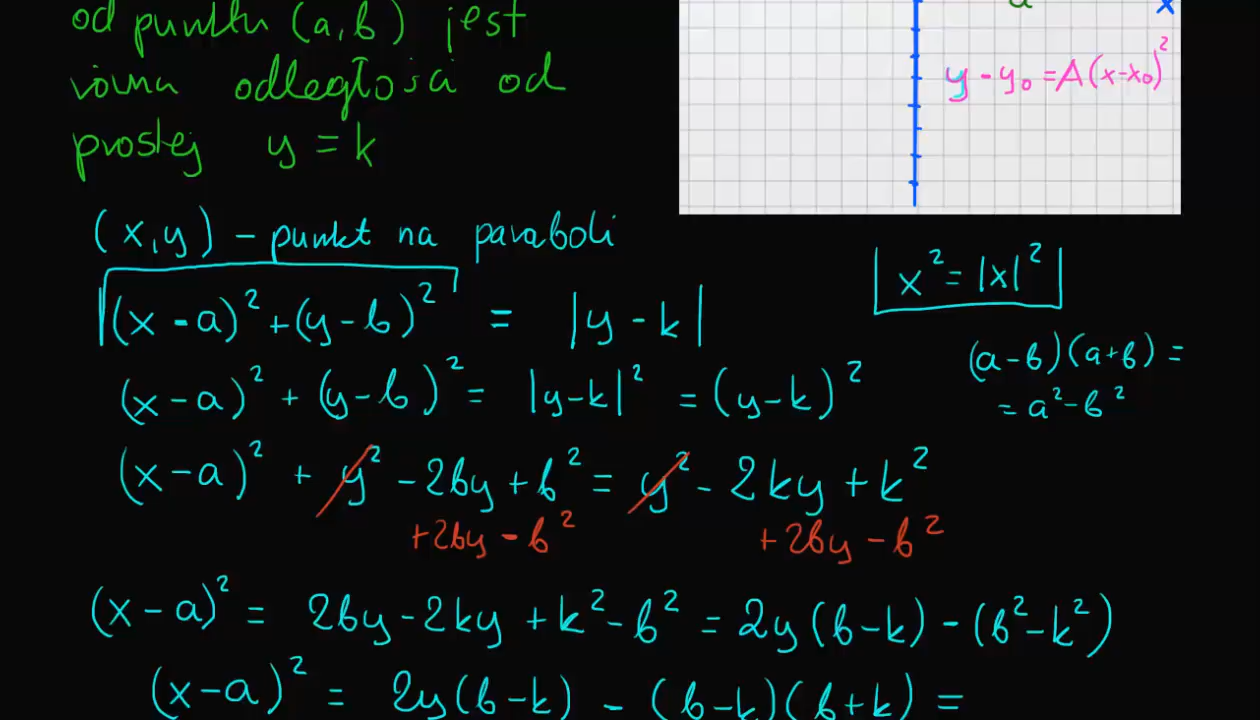 od punktu (a,b) jest
równa odległości od
prostej y = k
a
x
y - y₀ = A(x-x₀)²
(x,y) - punkt na paraboli
√((x-a)²+(y-b)²) = |y-k|
x² = |x|²
(a-b)(a+b) =
= a²-b²
(x-a)² + (y-b)² = |y-k|² = (y-k)²
(x-a)² + y² - 2by + b² = y² - 2ky + k²
+2by - b² +2by - b²
(x-a)² = 2by - 2ky + k² - b² = 2y(b-k) - (b²-k²)
(x-a)² = 2y(b-k) - (b-k)(b+k) =